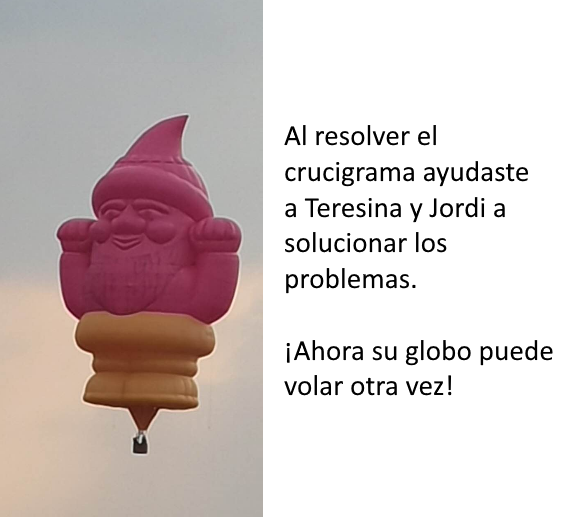 Al resolver el
crucigrama ayudaste
a Teresina y Jordi a
solucionar los
problemas.
¡Ahora su globo puede
volar otra vez!